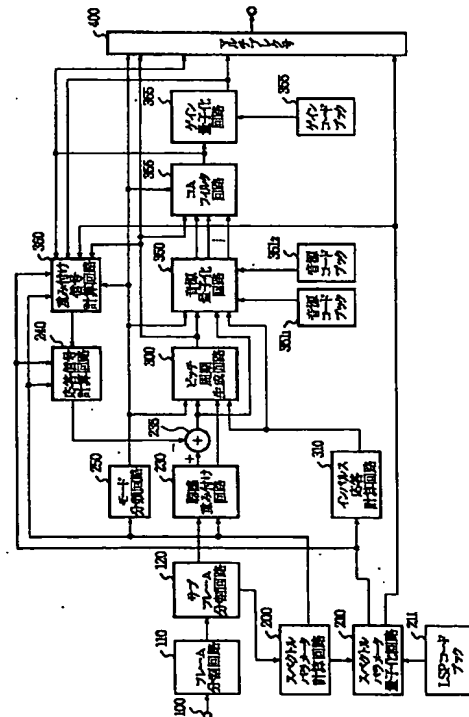 100
110
フレーム
分割回路
120
サブ
フレーム
分割回路
200
スペクトル
パラメータ
計算回路
210
スペクトル
パラメータ
量子化回路
211
LSPコード
ブック
250
モード
分類回路
230
聴感
重み付け
回路
235
+
−
+
310
インパルス
応答
計算回路
240
応答信号
計算回路
360
重み付け
信号
計算回路
300
ピッチ
周期
生成回路
350
音源
量子化
回路
351₁
音源
コード
ブック
351₂
音源
コード
ブック
355
コム
フィルタ
回路
365
ゲイン
量子化
回路
355
ゲイン
コード
ブック
400
マルチプレクサ